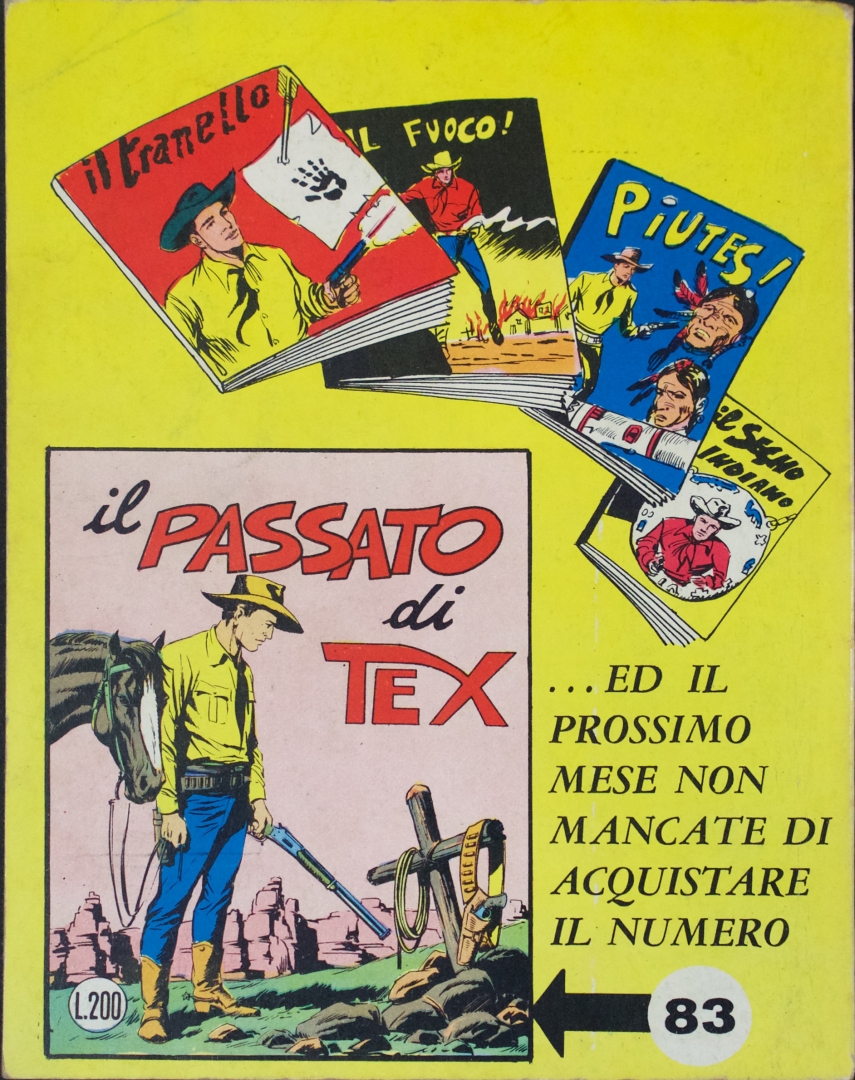 il tranello
IL FUOCO!
PIUTES!
il SEGNO
INDIANO
il PASSATO
di
TEX
L.200
...ED IL
PROSSIMO
MESE NON
MANCATE DI
ACQUISTARE
IL NUMERO
83